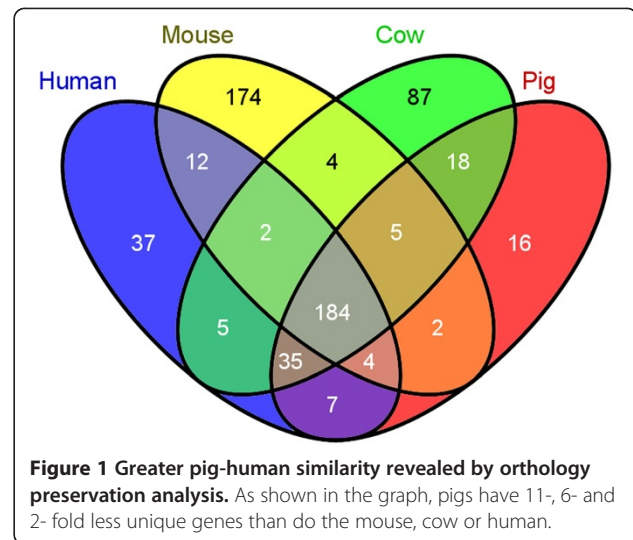 Mouse
Cow
Human
Pig
174
87
12
4
18
37
2
5
16
5
184
2
35
4
7
Figure 1 Greater pig-human similarity revealed by orthology
preservation analysis. As shown in the graph, pigs have 11-, 6- and
2- fold less unique genes than do the mouse, cow or human.